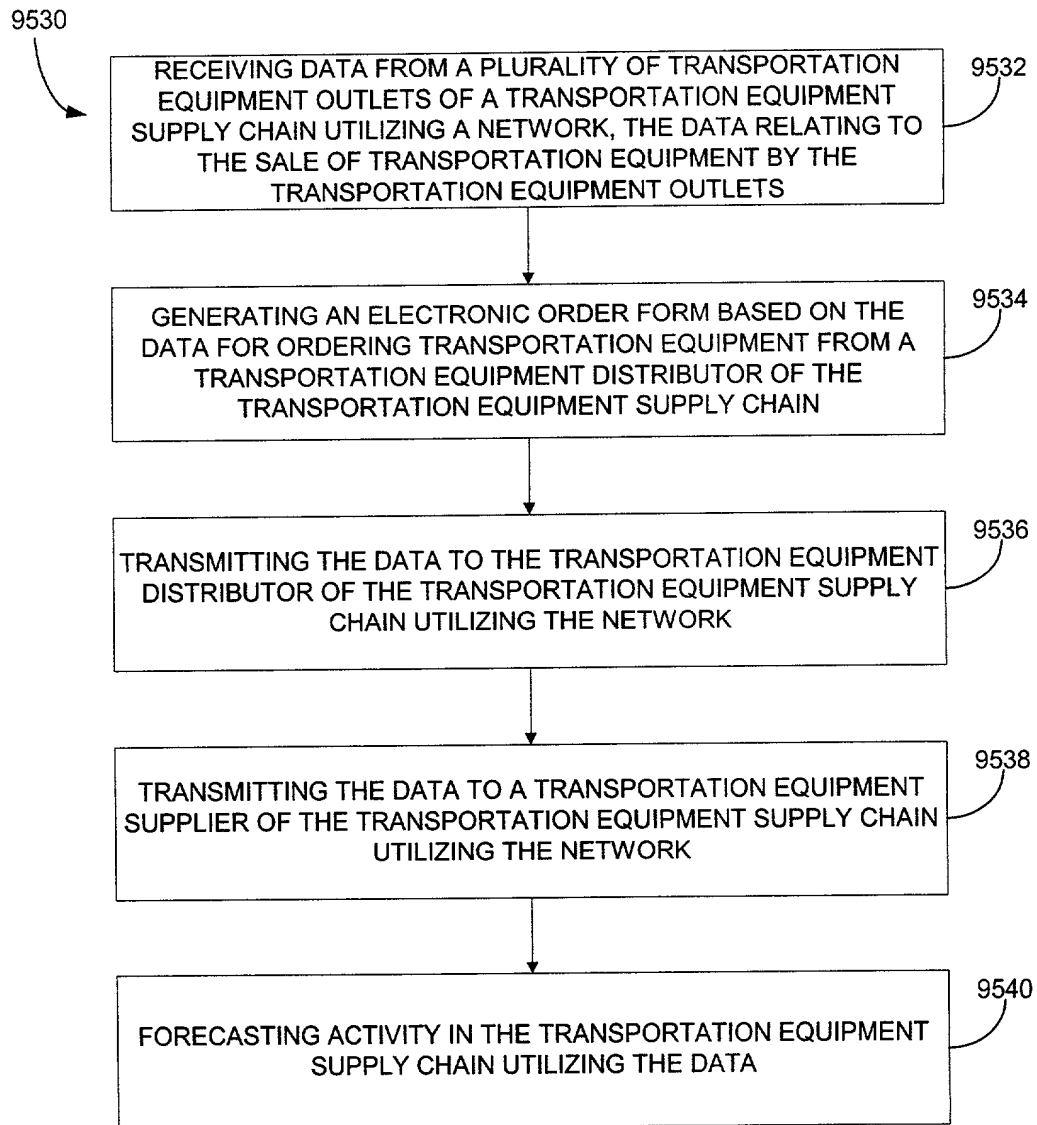 9530
RECEIVING DATA FROM A PLURALITY OF TRANSPORTATION
EQUIPMENT OUTLETS OF A TRANSPORTATION EQUIPMENT
SUPPLY CHAIN UTILIZING A NETWORK, THE DATA RELATING TO
THE SALE OF TRANSPORTATION EQUIPMENT BY THE
TRANSPORTATION EQUIPMENT OUTLETS
9532
GENERATING AN ELECTRONIC ORDER FORM BASED ON THE
DATA FOR ORDERING TRANSPORTATION EQUIPMENT FROM A
TRANSPORTATION EQUIPMENT DISTRIBUTOR OF THE
TRANSPORTATION EQUIPMENT SUPPLY CHAIN
9534
TRANSMITTING THE DATA TO THE TRANSPORTATION EQUIPMENT
DISTRIBUTOR OF THE TRANSPORTATION EQUIPMENT SUPPLY
CHAIN UTILIZING THE NETWORK
9536
TRANSMITTING THE DATA TO A TRANSPORTATION EQUIPMENT
SUPPLIER OF THE TRANSPORTATION EQUIPMENT SUPPLY CHAIN
UTILIZING THE NETWORK
9538
FORECASTING ACTIVITY IN THE TRANSPORTATION EQUIPMENT
SUPPLY CHAIN UTILIZING THE DATA
9540